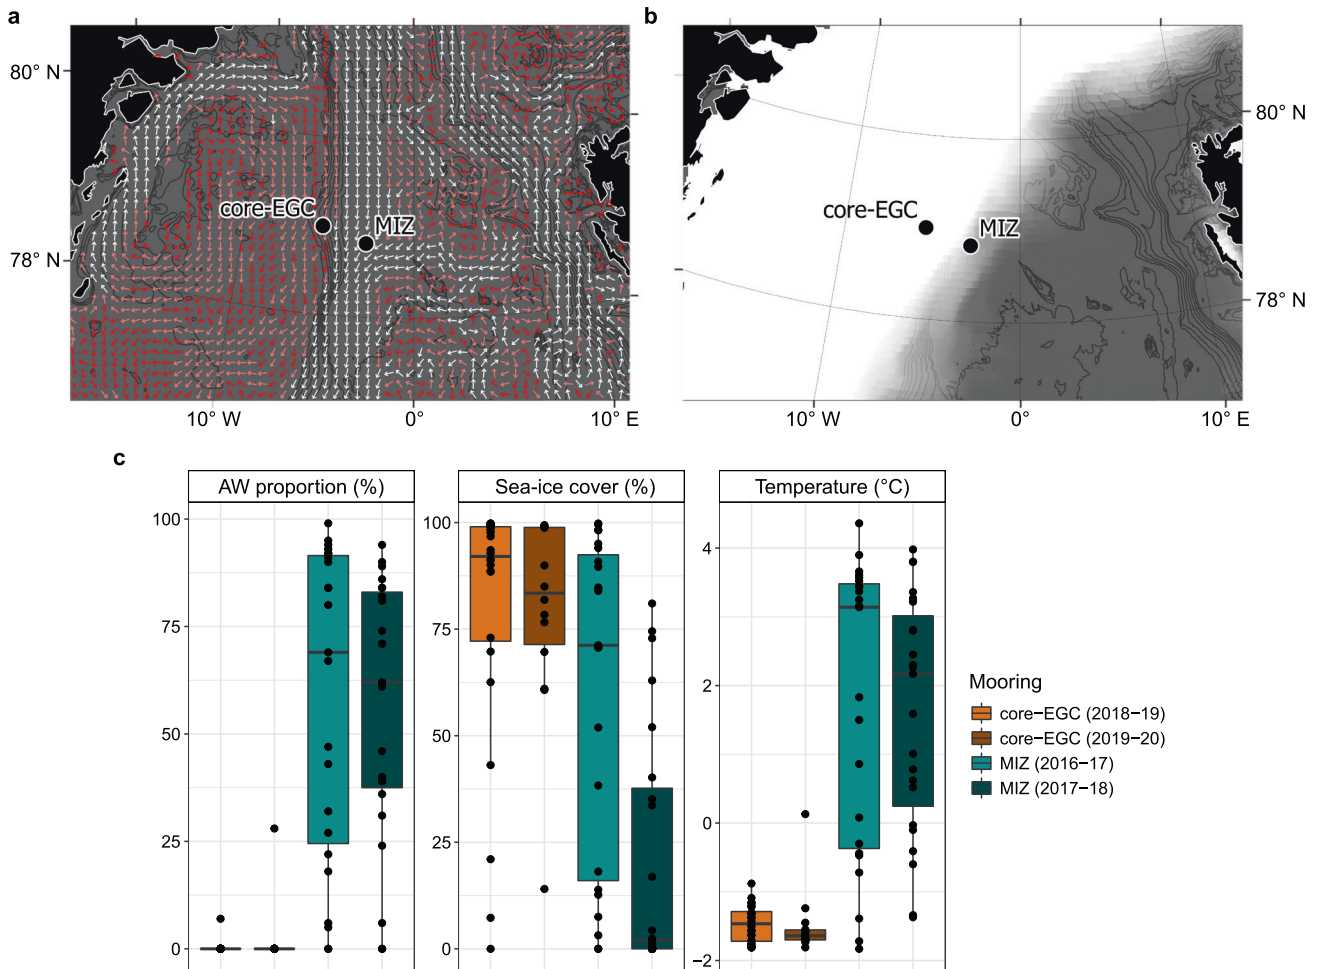 a
b
80° N
78° N
core-EGC
MIZ
10° W
0°
10° E
core-EGC
MIZ
80° N
78° N
10° W
0°
10° E
c
AW proportion (%)
Sea-ice cover (%)
Temperature (°C)
100
75
50
25
0
100
75
50
25
0
4
2
0
−2
Mooring
core−EGC (2018−19)
core−EGC (2019−20)
MIZ (2016−17)
MIZ (2017−18)